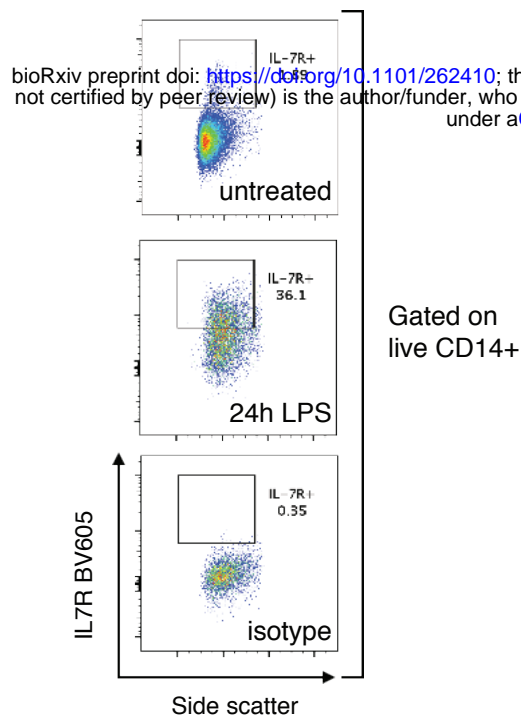 IL-7R+
bioRxiv preprint doi: https://doi.org/10.1101/262410; th
not certified by peer review) is the author/funder, who
under a
untreated
IL-7R+
36.1
24h LPS
Gated on
live CD14+
IL-7R+
0.35
isotype
IL7R BV605
Side scatter